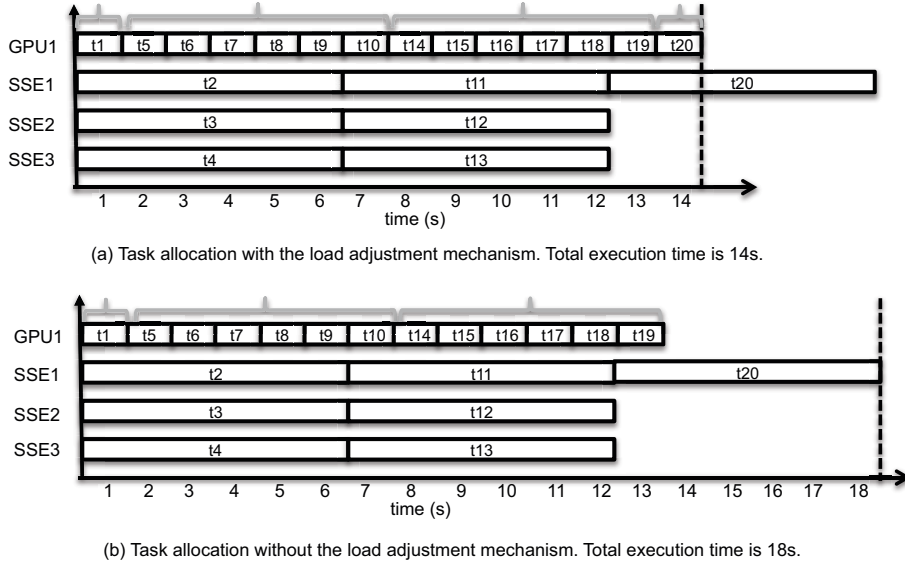 GPU1 t1 t5 t6 t7 t8 t9 t10 t14 t15 t16 t17 t18 t19 t20
SSE1 t2 t11 t20
SSE2 t3 t12
SSE3 t4 t13
1 2 3 4 5 6 7 8 9 10 11 12 13 14
time (s)
(a) Task allocation with the load adjustment mechanism. Total execution time is 14s.
GPU1 t1 t5 t6 t7 t8 t9 t10 t14 t15 t16 t17 t18 t19
SSE1 t2 t11 t20
SSE2 t3 t12
SSE3 t4 t13
1 2 3 4 5 6 7 8 9 10 11 12 13 14 15 16 17 18
time (s)
(b) Task allocation without the load adjustment mechanism. Total execution time is 18s.